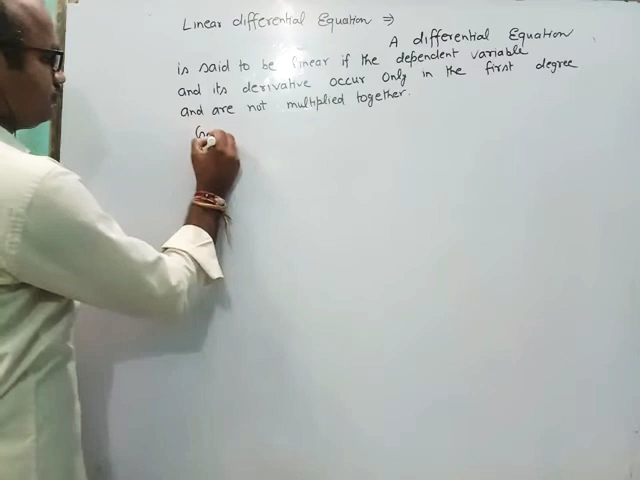 Linear differential Equation ⇒
A differential Equation
is said to be linear if the dependent variable
and its derivative occur only in the first degree
and are not multiplied together.